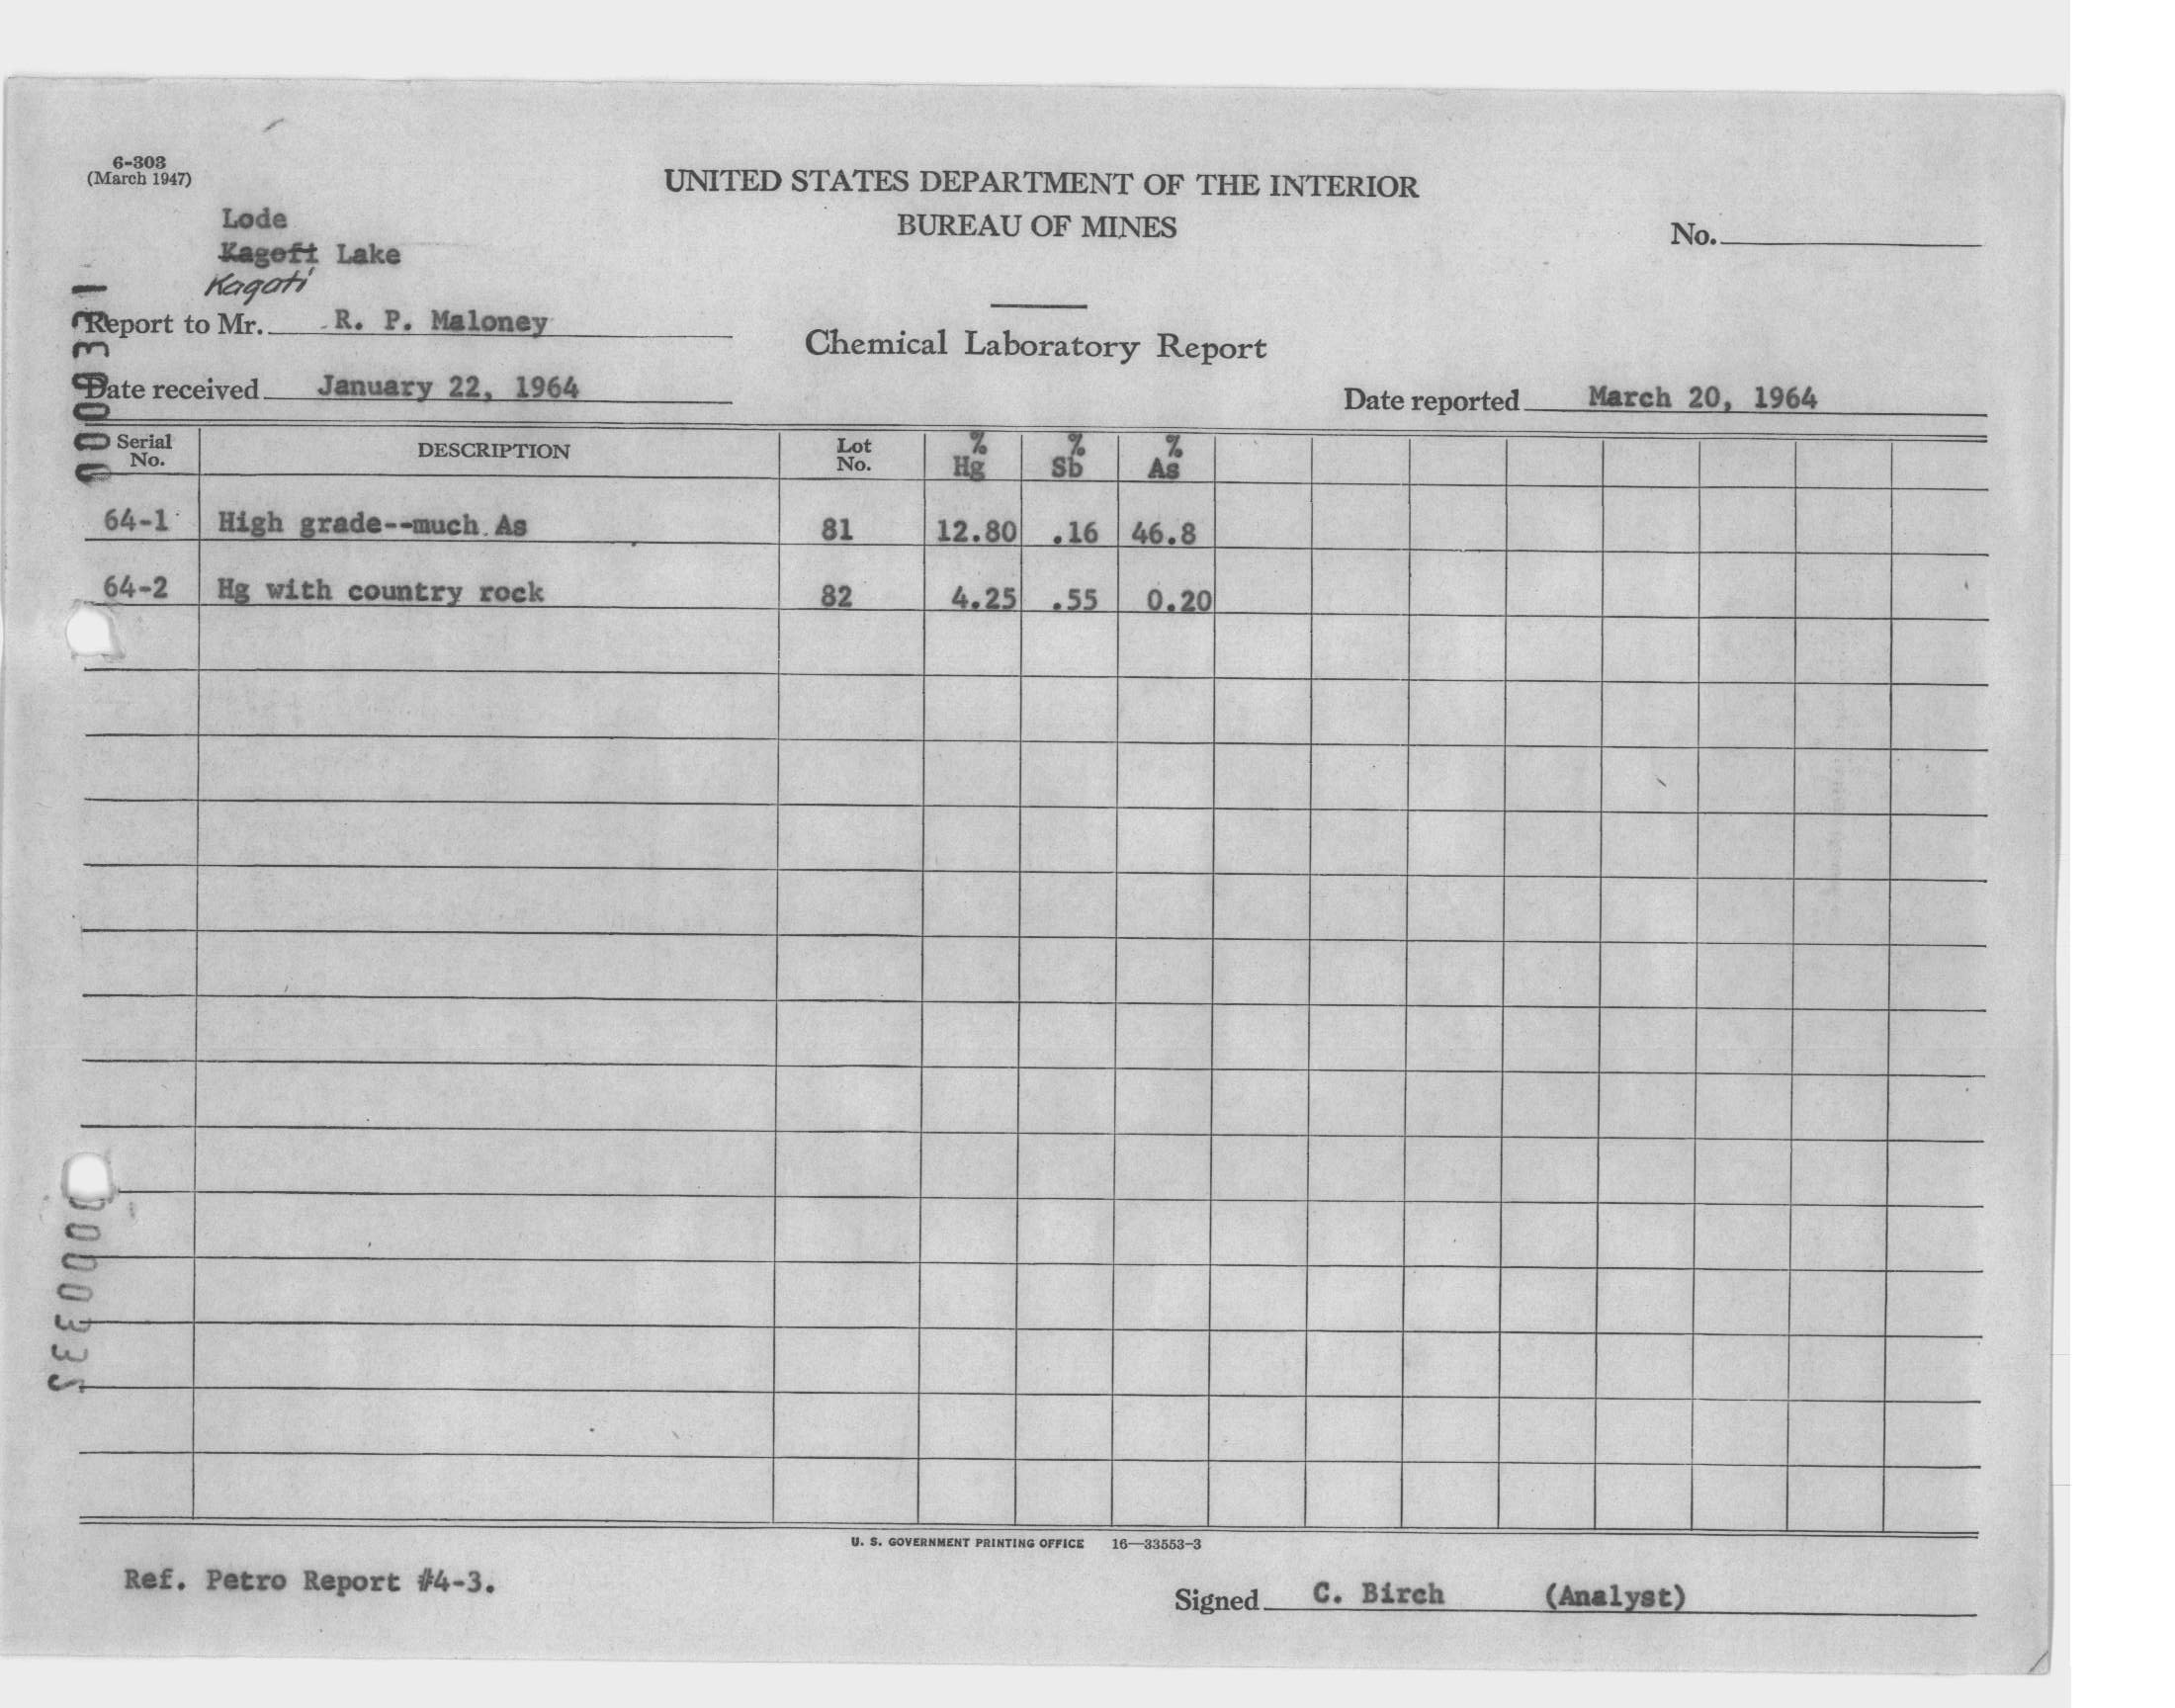 6-303
(March 1947)
UNITED STATES DEPARTMENT OF THE INTERIOR
BUREAU OF MINES
No.
Lode
Kagoti Lake
Kagati
Report to Mr. R. P. Maloney
Chemical Laboratory Report
Date received January 22, 1964
Date reported March 20, 1964
Serial No. DESCRIPTION Lot No. % Hg % Sb % As
64-1 High grade--much As 81 12.80 .16 46.8
64-2 Hg with country rock 82 4.25 .55 0.20
U. S. GOVERNMENT PRINTING OFFICE 16—33553-3
Ref. Petro Report #4-3.
Signed C. Birch (Analyst)